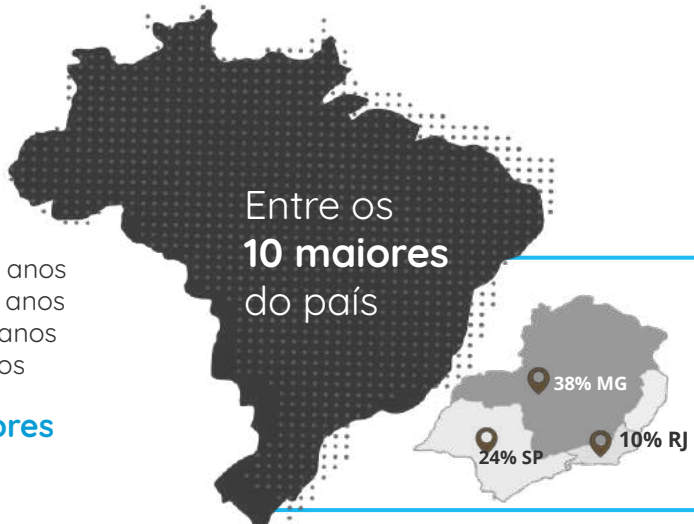 Entre os
10 maiores
do país
anos
anos
anos
os
ores
38% MG
24% SP
10% RJ